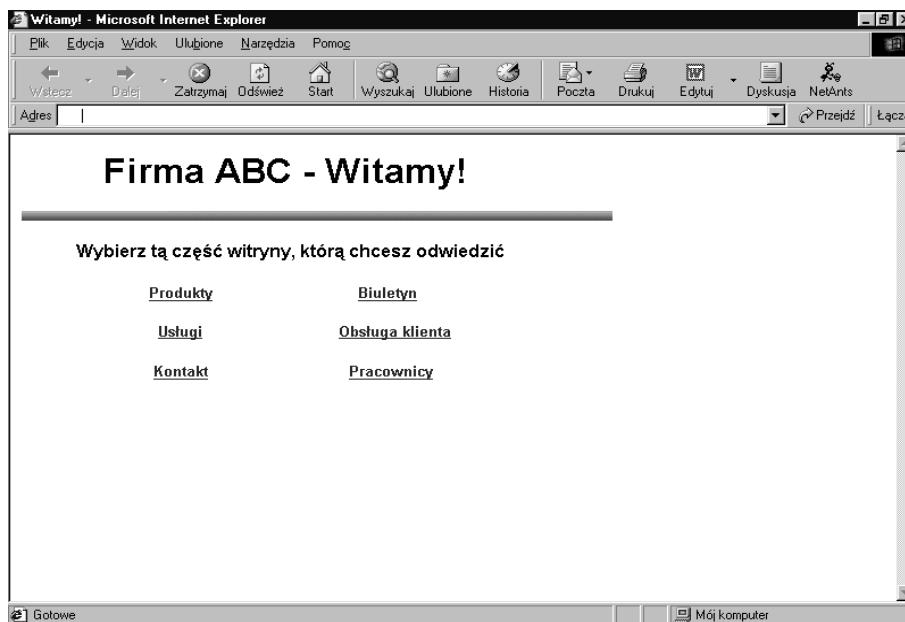 Witamy! - Microsoft Internet Explorer
Plik Edycja Widok Ulubione Narzędzia Pomoc
Wstecz Dalej Zatrzymaj Odśwież Start Wyszukaj Ulubione Historia Poczta Drukuj Edytuj Dyskusja NetAnts
Adres Przejdź Łącza
Firma ABC - Witamy!
Wybierz tą część witryny, którą chcesz odwiedzić
Produkty Biuletyn
Usługi Obsługa klienta
Kontakt Pracownicy
Gotowe Mój komputer